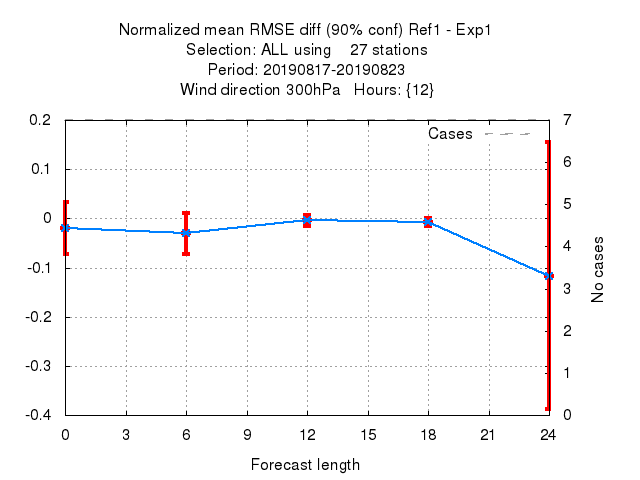 Normalized mean RMSE diff (90% conf) Ref1 - Exp1
Selection: ALL using 27 stations
Period: 20190817-20190823
Wind direction 300hPa Hours: {12}
Cases
0.2
0.1
0
-0.1
-0.2
-0.3
-0.4
7
6
5
4
3
2
1
0
No cases
0 3 6 9 12 15 18 21 24
Forecast length